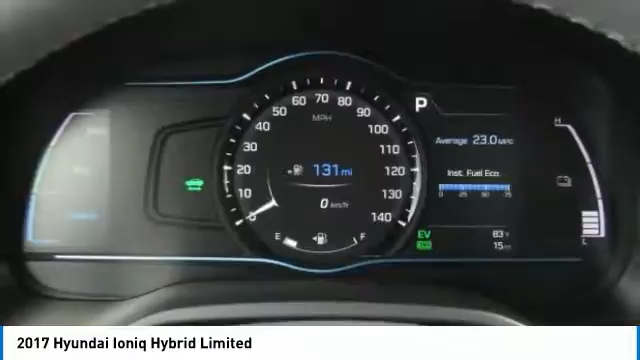 P
H
60 70 80
50 90
MPH
40 100
Average 23.0 MPG
30 110
Inst. Fuel Eco.
20 131 mi 120
0 25 50 75
10 130
0 km/h
0 140
EV 83 °F
E F
15 mi
L
2017 Hyundai Ioniq Hybrid Limited